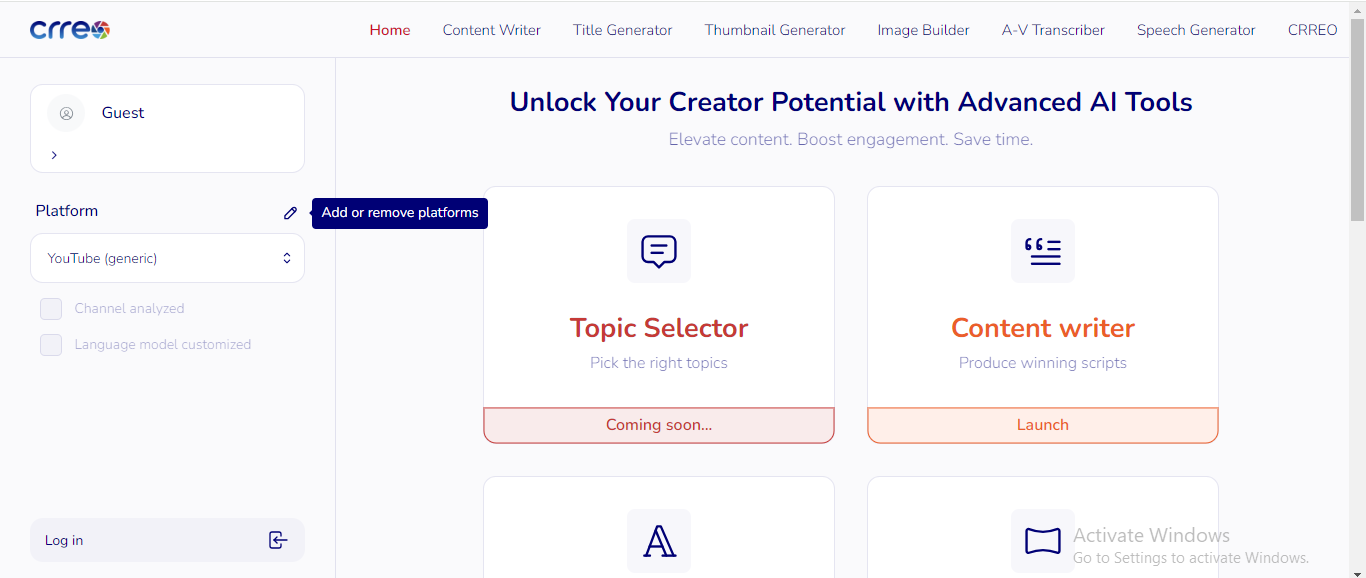 crreo
Home Content Writer Title Generator Thumbnail Generator Image Builder A-V Transcriber Speech Generator CRREO
Guest
Platform
Add or remove platforms
YouTube (generic)
Channel analyzed
Language model customized
Log in
Unlock Your Creator Potential with Advanced AI Tools
Elevate content. Boost engagement. Save time.
Topic Selector
Pick the right topics
Coming soon...
Content writer
Produce winning scripts
Launch
Activate Windows
Go to Settings to activate Windows.